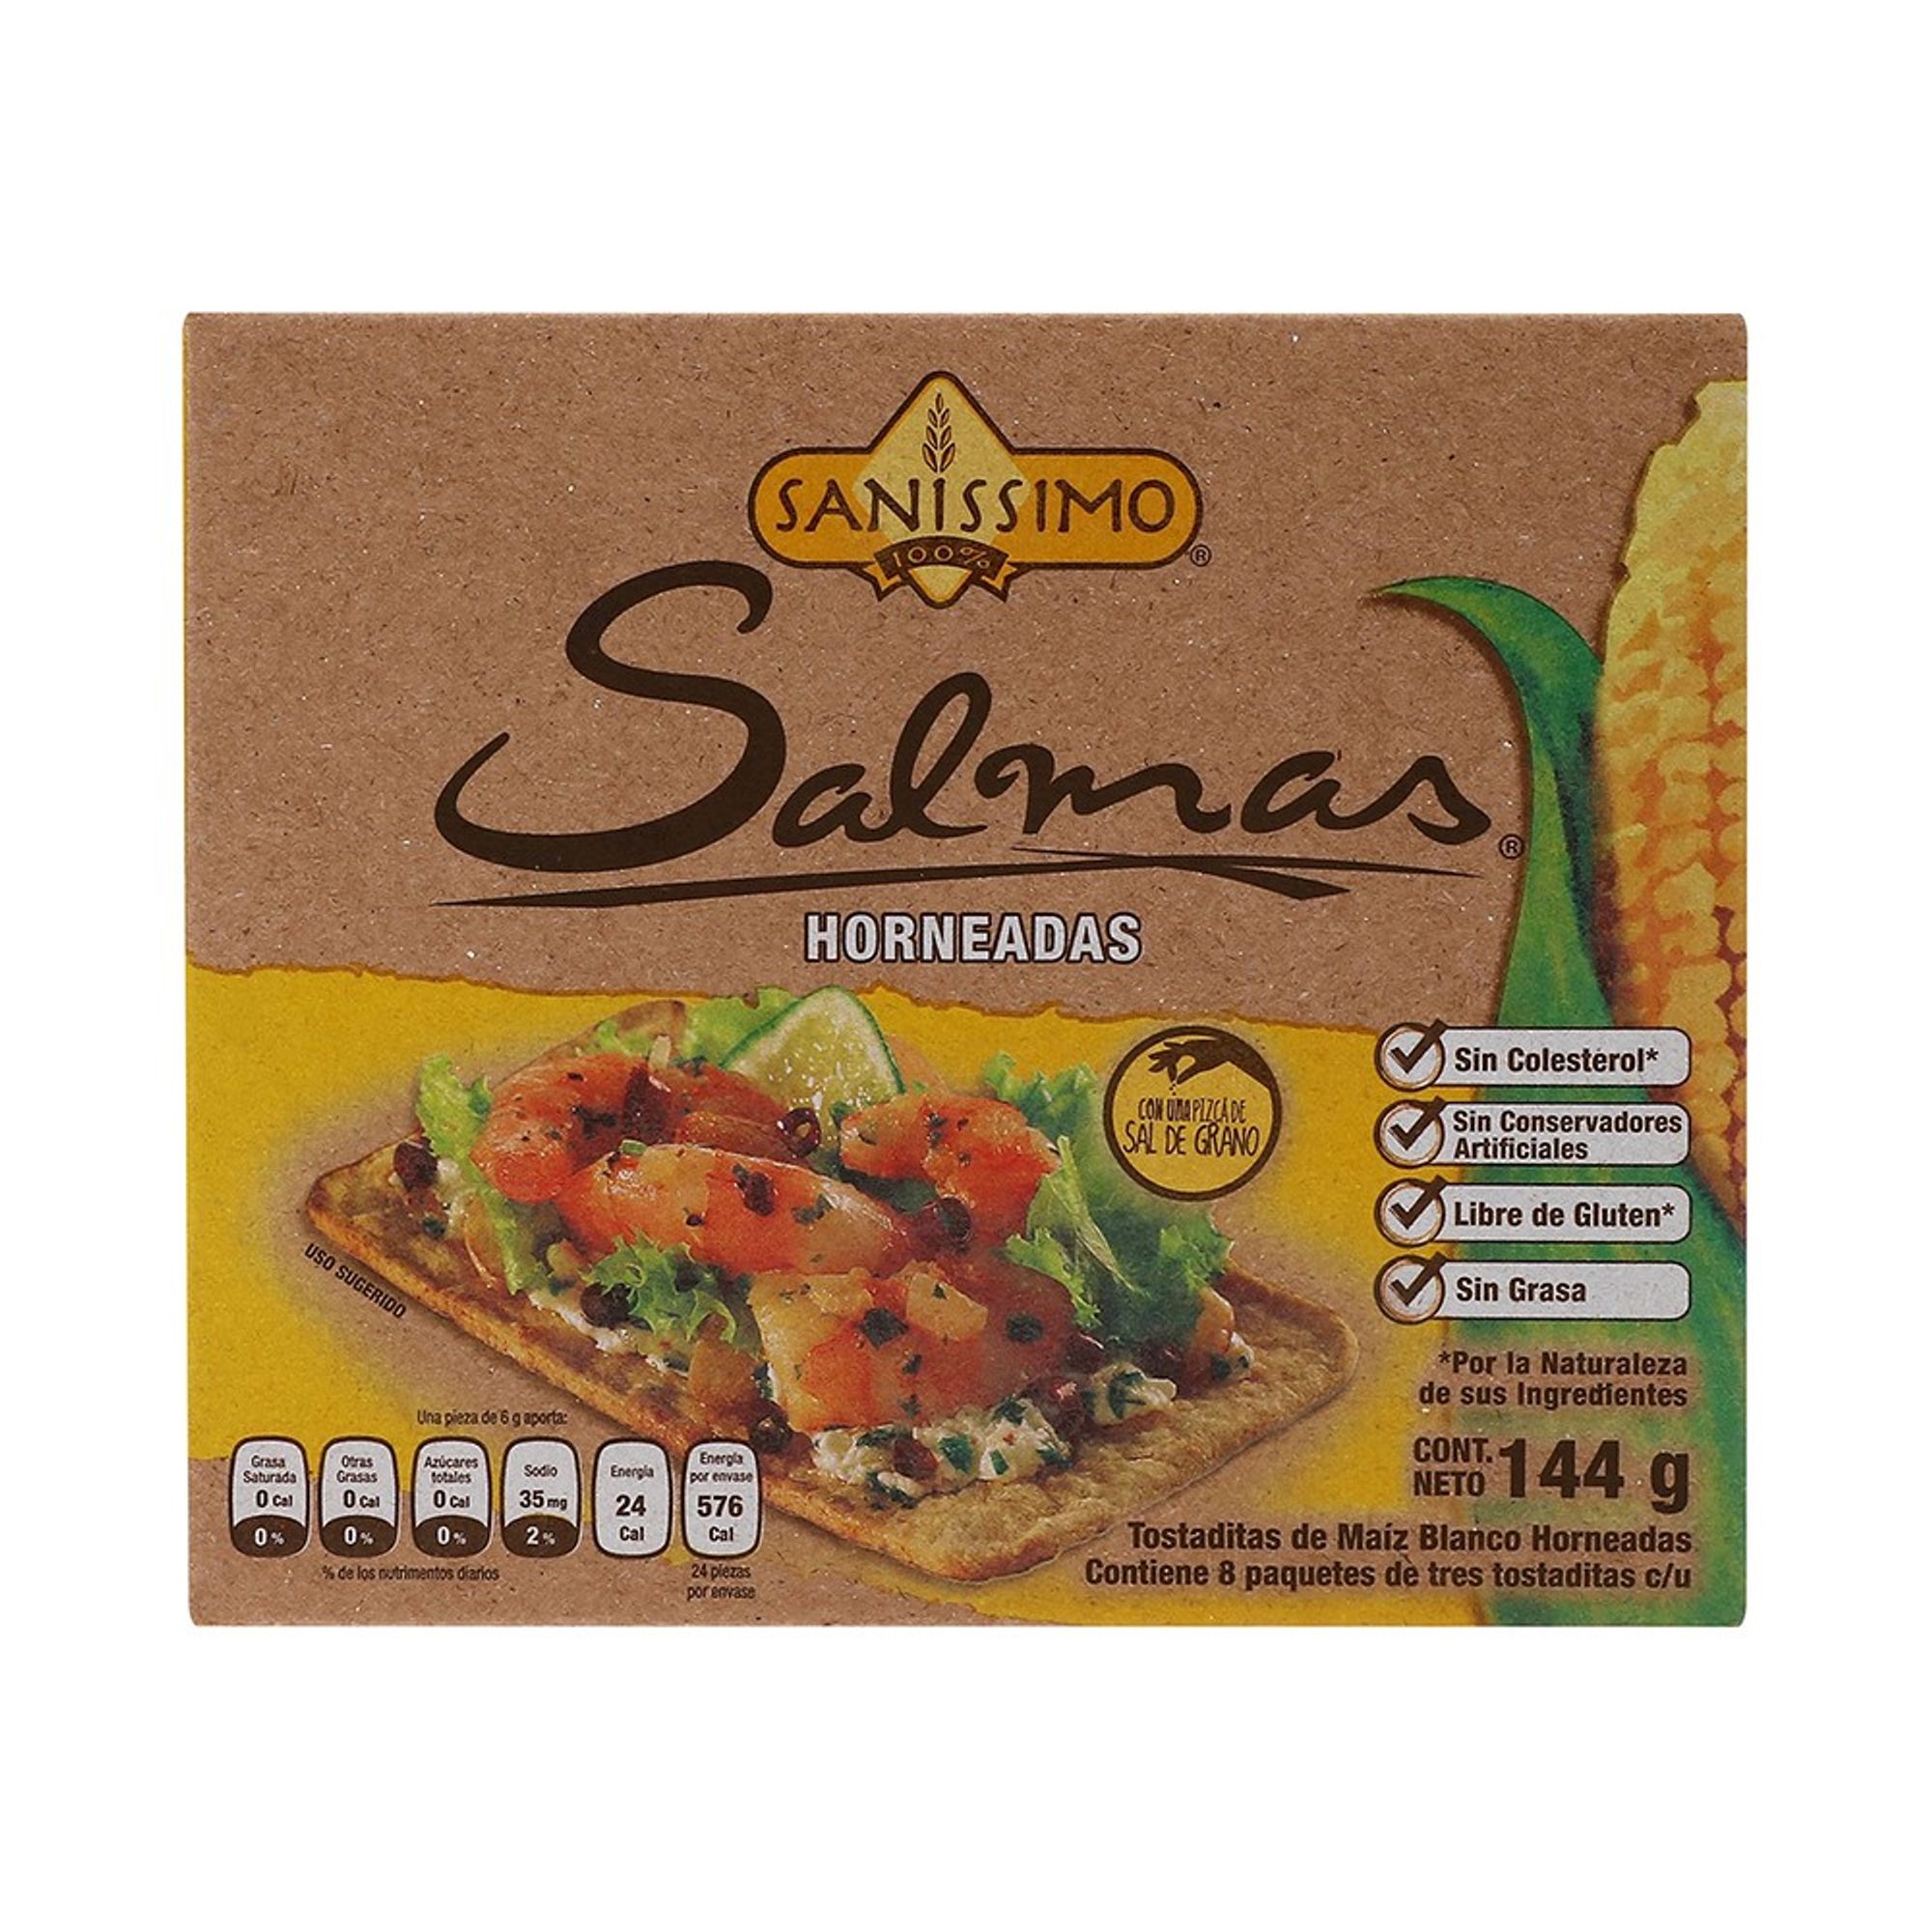 SANÍSSIMO
100%
®
Salmas
®
HORNEADAS
CON UNA PIZCA DE
SAL DE GRANO
Sin Colesterol*
Sin Conservadores
Artificiales
Libre de Gluten*
Sin Grasa
*Por la Naturaleza
de sus Ingredientes
USO SUGERIDO
Una pieza de 6 g aporta:
Grasa
Saturada
0 Cal
0%
Otras
Grasas
0 Cal
0%
Azúcares
totales
0 Cal
0%
Sodio
35 mg
2%
Energía
24
Cal
Energía
por envase
576
Cal
% de los nutrimentos diarios
24 piezas
por envase
CONT.
NETO 144 g
Tostaditas de Maíz Blanco Horneadas
Contiene 8 paquetes de tres tostaditas c/u